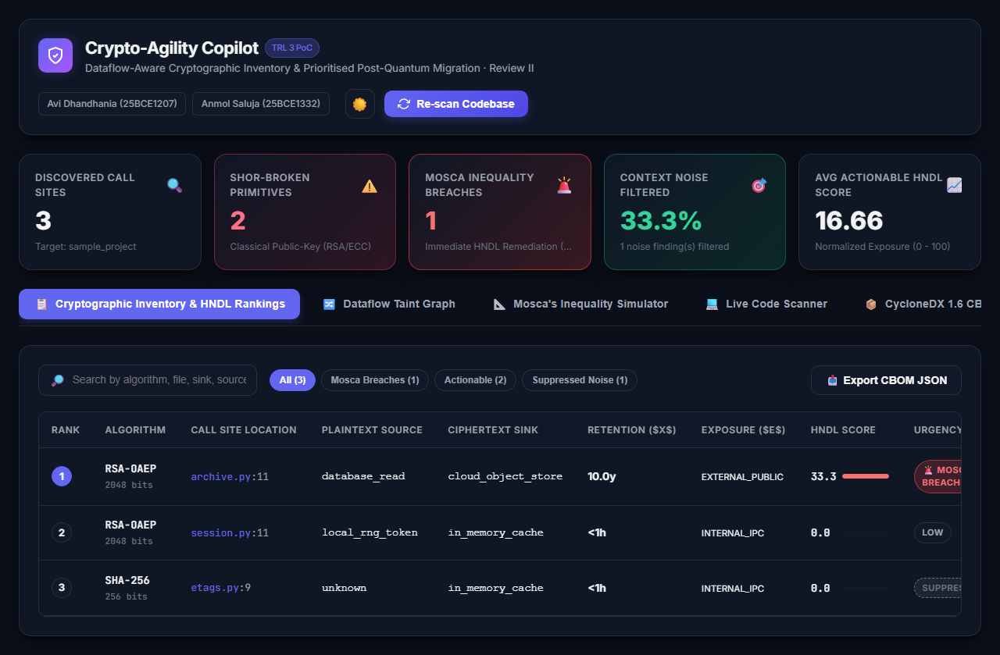 Crypto-Agility Copilot TRL 3 PoC
Dataflow-Aware Cryptographic Inventory & Prioritised Post-Quantum Migration · Review II
Avi Dhandhania (25BCE1207) Anmol Saluja (25BCE1332) Re-scan Codebase
DISCOVERED CALL SITES
3
Target: sample_project
SHOR-BROKEN PRIMITIVES
2
Classical Public-Key (RSA/ECC)
MOSCA INEQUALITY BREACHES
1
Immediate HNDL Remediation (...
CONTEXT NOISE FILTERED
33.3%
1 noise finding(s) filtered
AVG ACTIONABLE HNDL SCORE
16.66
Normalized Exposure (0 - 100)
Cryptographic Inventory & HNDL Rankings Dataflow Taint Graph Mosca's Inequality Simulator Live Code Scanner CycloneDX 1.6 CB
Search by algorithm, file, sink, source All (3) Mosca Breaches (1) Actionable (2) Suppressed Noise (1) Export CBOM JSON
RANK ALGORITHM CALL SITE LOCATION PLAINTEXT SOURCE CIPHERTEXT SINK RETENTION ($X$) EXPOSURE ($E$) HNDL SCORE URGENCY
1 RSA-OAEP 2048 bits archive.py:11 database_read cloud_object_store 10.0y EXTERNAL_PUBLIC 33.3 MOSC BREACH
2 RSA-OAEP 2048 bits session.py:11 local_rng_token in_memory_cache <1h INTERNAL_IPC 0.0 LOW
3 SHA-256 256 bits etags.py:9 unknown in_memory_cache <1h INTERNAL_IPC 0.0 SUPPRES